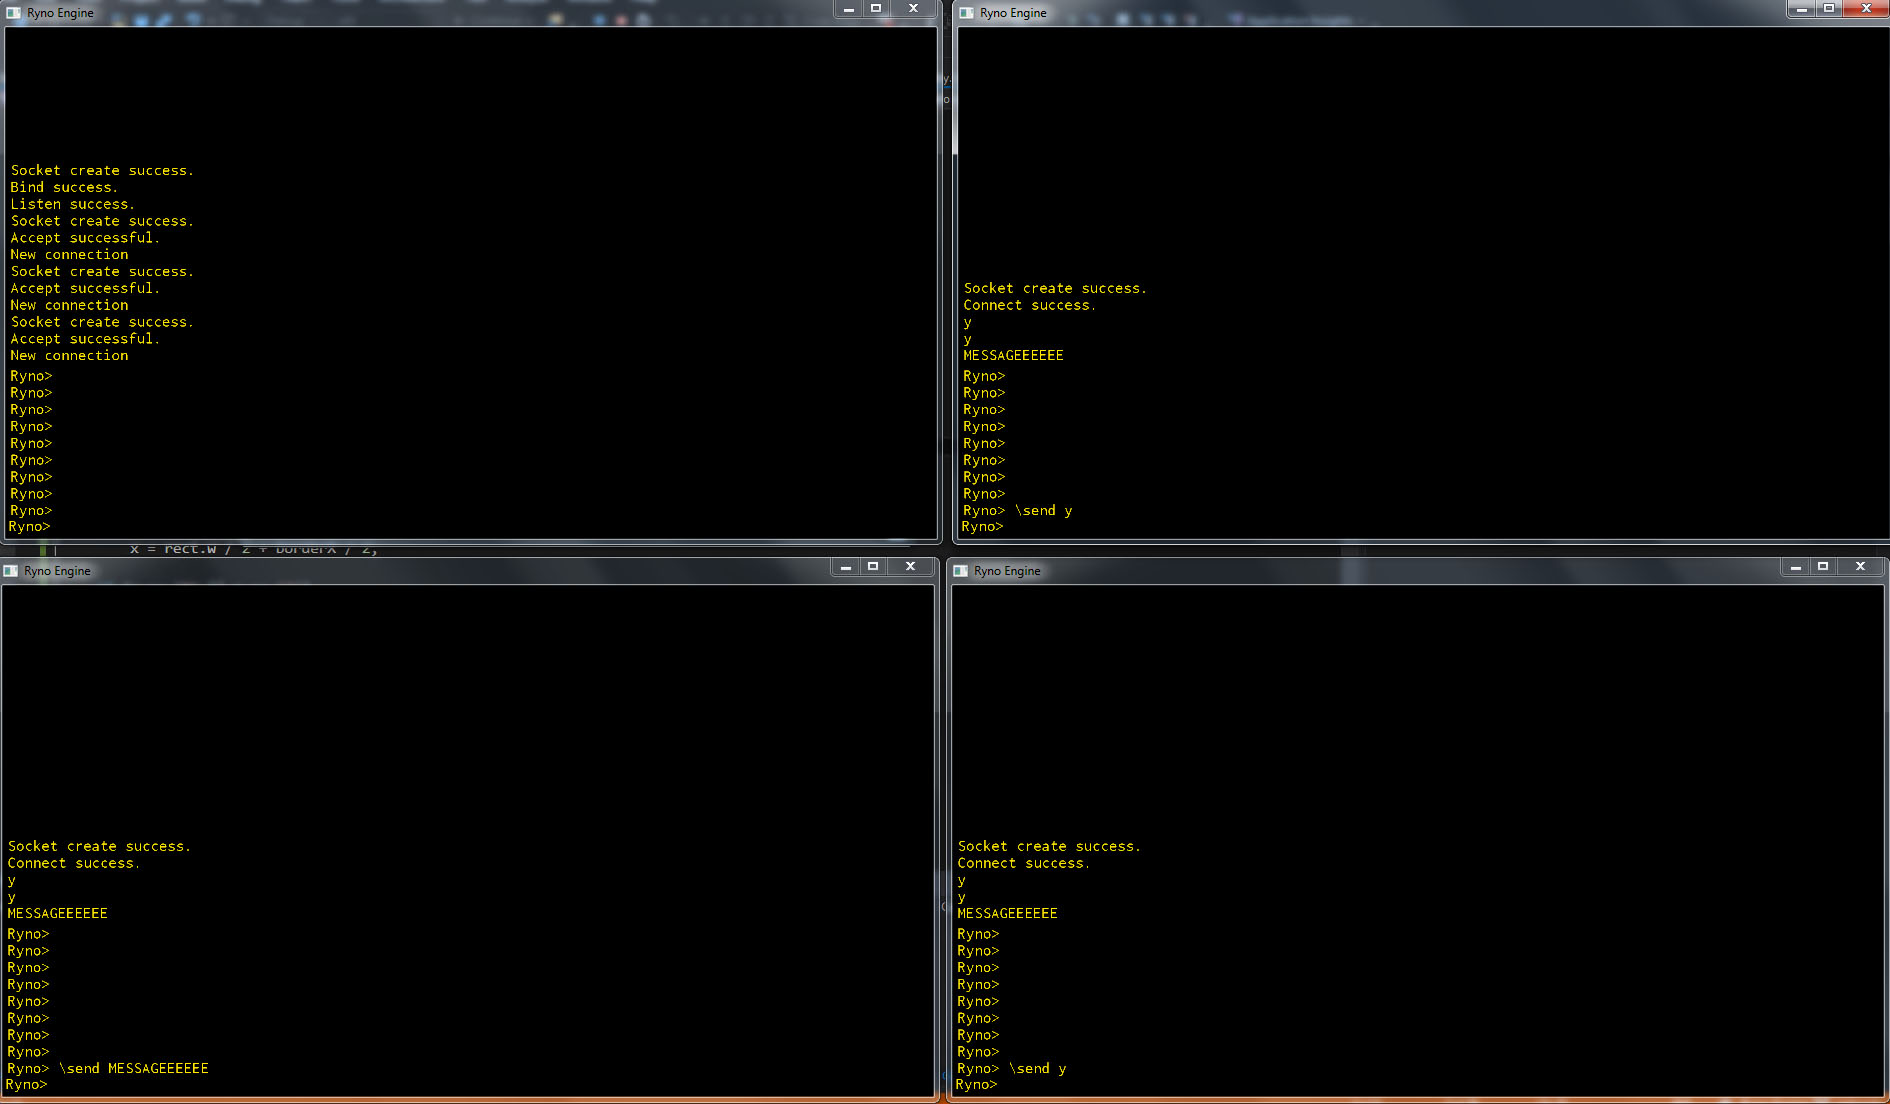 Ryno Engine
Socket create success.
Bind success.
Listen success.
Socket create success.
Accept successful.
New connection
Socket create success.
Accept successful.
New connection
Socket create success.
Accept successful.
New connection
Ryno>
Ryno>
Ryno>
Ryno>
Ryno>
Ryno>
Ryno>
Ryno>
Ryno>
Ryno>
Ryno Engine
Socket create success.
Connect success.
y
y
MESSAGEEEEEE
Ryno>
Ryno>
Ryno>
Ryno>
Ryno>
Ryno>
Ryno>
Ryno>
Ryno> \send y
Ryno>
x = rect.w / 2 + borderX / 2;
Ryno Engine
Socket create success.
Connect success.
y
y
MESSAGEEEEEE
Ryno>
Ryno>
Ryno>
Ryno>
Ryno>
Ryno>
Ryno>
Ryno>
Ryno> \send MESSAGEEEEEE
Ryno>
Ryno Engine
Socket create success.
Connect success.
y
y
MESSAGEEEEEE
Ryno>
Ryno>
Ryno>
Ryno>
Ryno>
Ryno>
Ryno>
Ryno>
Ryno> \send y
Ryno>